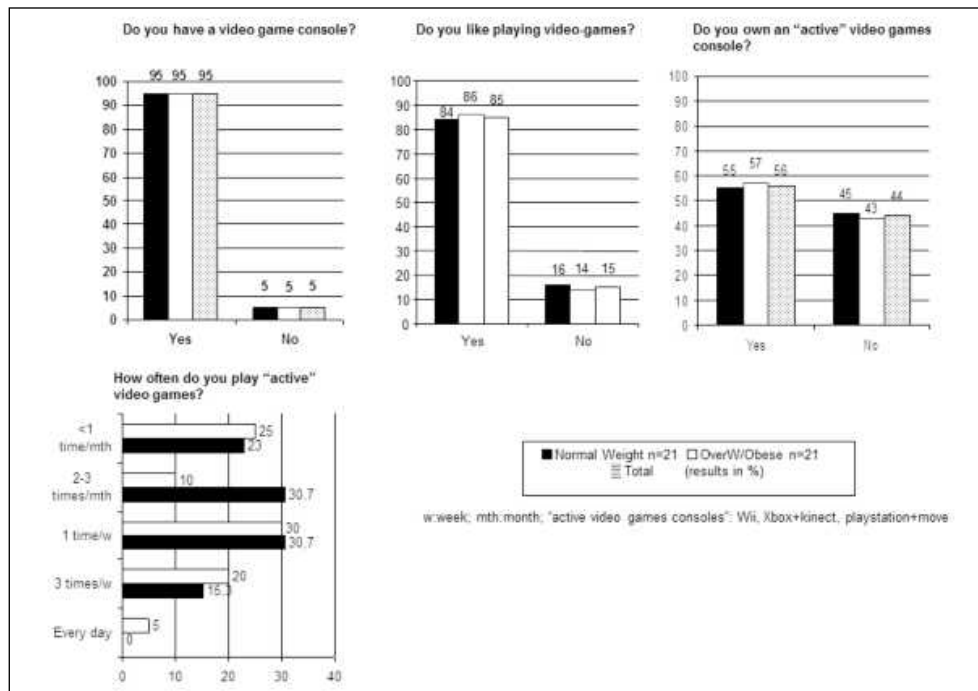 Do you have a video game console?
95 95 95
100
90
80
70
60
50
40
30
20
10
0
5 5 5
Yes No
Do you like playing video-games?
100
90
80
70
60
50
40
30
20
10
0
84 86 85
16 14 15
Yes No
Do you own an “active” video games
console?
100
90
80
70
60
50
40
30
20
10
0
55 57 56
45 43 44
Yes No
How often do you play “active”
video games?
<1
time/mth
25
23
2-3
times/mth
10
30.7
1 time/w
30
30.7
3 times/w
20
Every day
5
0
0 10 20 30 40
Normal Weight n=21 OverW/Obese n=21
Total (results in %)
w:week; mth:month; "active video games consoles": Wii, Xbox+kinect, playstation+move